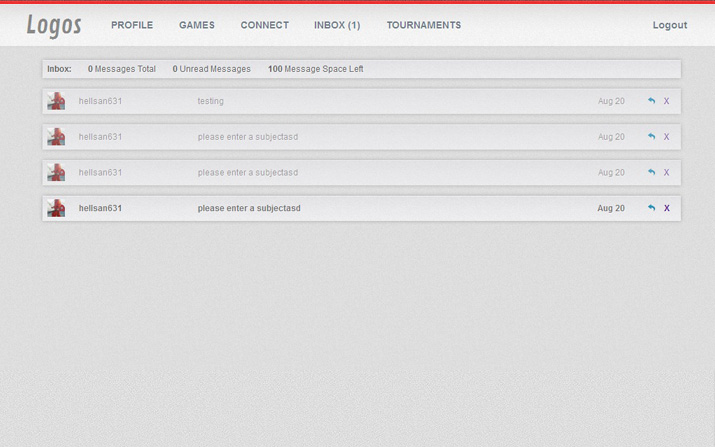 Logos PROFILE GAMES CONNECT INBOX (1) TOURNAMENTS Logout
Inbox: 0 Messages Total 0 Unread Messages 100 Message Space Left
hellsan631 testing Aug 20 X
hellsan631 please enter a subjectasd Aug 20 X
hellsan631 please enter a subjectasd Aug 20 X
hellsan631 please enter a subjectasd Aug 20 X